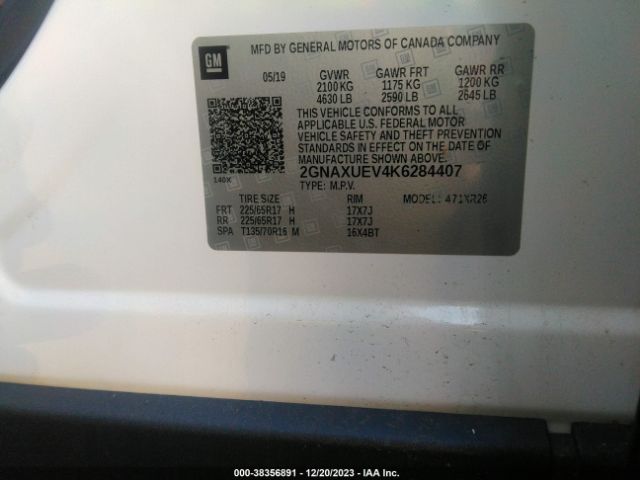 GM
MFD BY GENERAL MOTORS OF CANADA COMPANY
05/19 GVWR GAWR FRT GAWR RR
2100 KG 1175 KG 1200 KG
4630 LB 2590 LB 2645 LB
THIS VEHICLE CONFORMS TO ALL
APPLICABLE U.S. FEDERAL MOTOR
VEHICLE SAFETY AND THEFT PREVENTION
STANDARDS IN EFFECT ON THE DATE OF
MANUFACTURE SHOWN ABOVE.
140X 2GNAXUEV4K6284407
TYPE: M.P.V.
TIRE SIZE RIM MODEL: 471XR26
FRT 225/65R17 H 17X7J
RR 225/65R17 H 17X7J
SPA T135/70R16 M 16X4BT
000-38356891 - 12/20/2023 - IAA Inc.